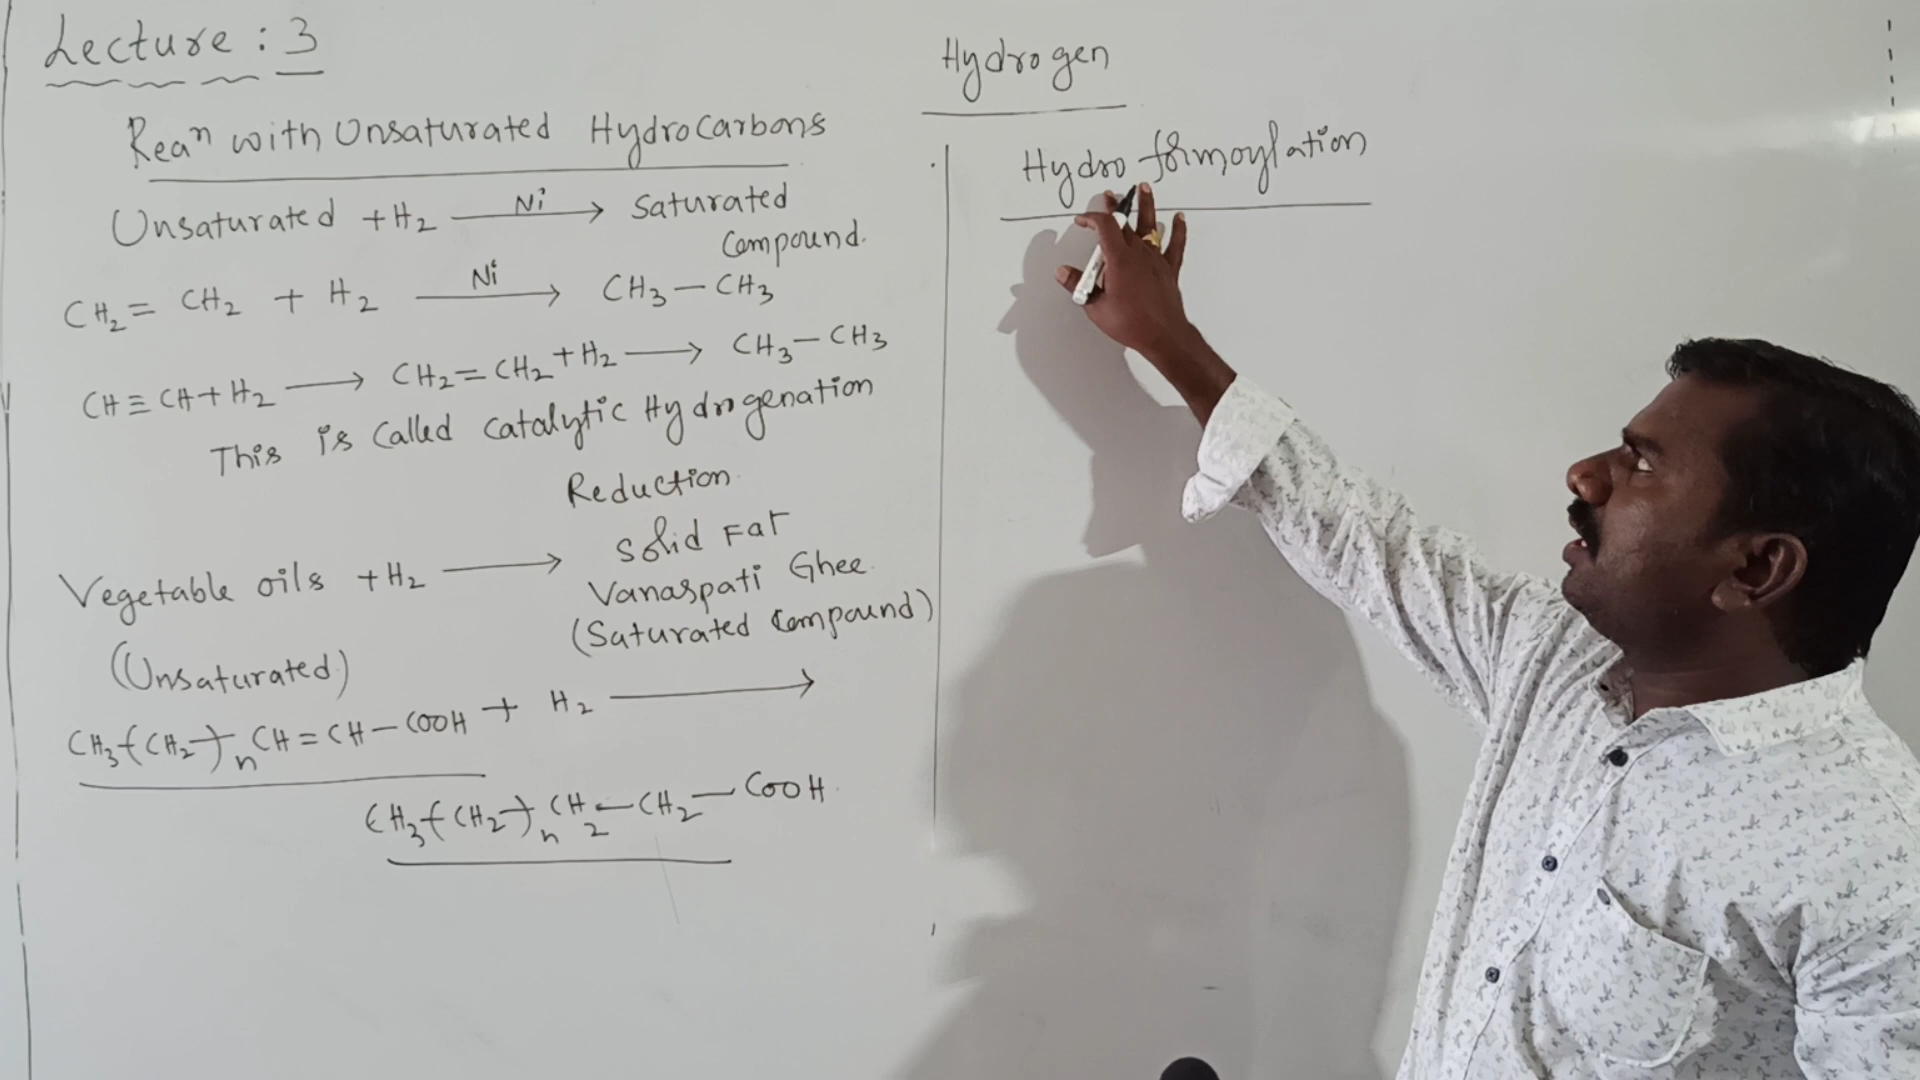 Lecture : 3
Reaⁿ with Unsaturated HydroCarbons
Unsaturated + H₂ —Ni→ Saturated
Compound.
CH₂ = CH₂ + H₂ —Ni→ CH₃ – CH₃
CH ≡ CH + H₂ → CH₂ = CH₂ + H₂ → CH₃ – CH₃
This is Called Catalytic Hydrogenation
Reduction
Vegetable oils + H₂ → Solid Fat
Vanaspati Ghee.
(Unsaturated) (Saturated Compound)
CH₃(CH₂)ₙCH = CH – COOH + H₂ →
CH₃(CH₂)ₙCH₂ – CH₂ – COOH
Hydrogen
Hydro formoylation